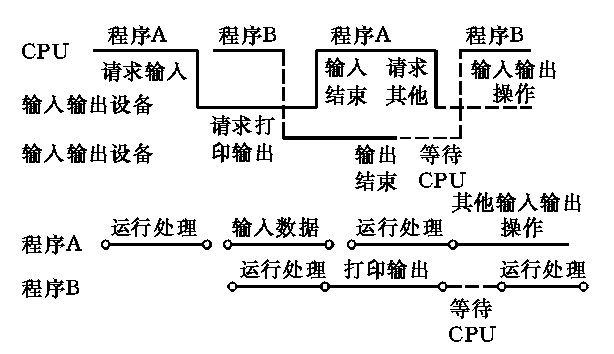 程序A 程序B 程序A 程序B
CPU
请求输入 输入 请求 输入输出
结束 其他 操作
输入输出设备
请求打
印输出
输入输出设备
输出 等待
结束 CPU
其他输入输出
运行处理 输入数据 运行处理 操作
程序A
运行处理 打印输出 运行处理
程序B
等待
CPU